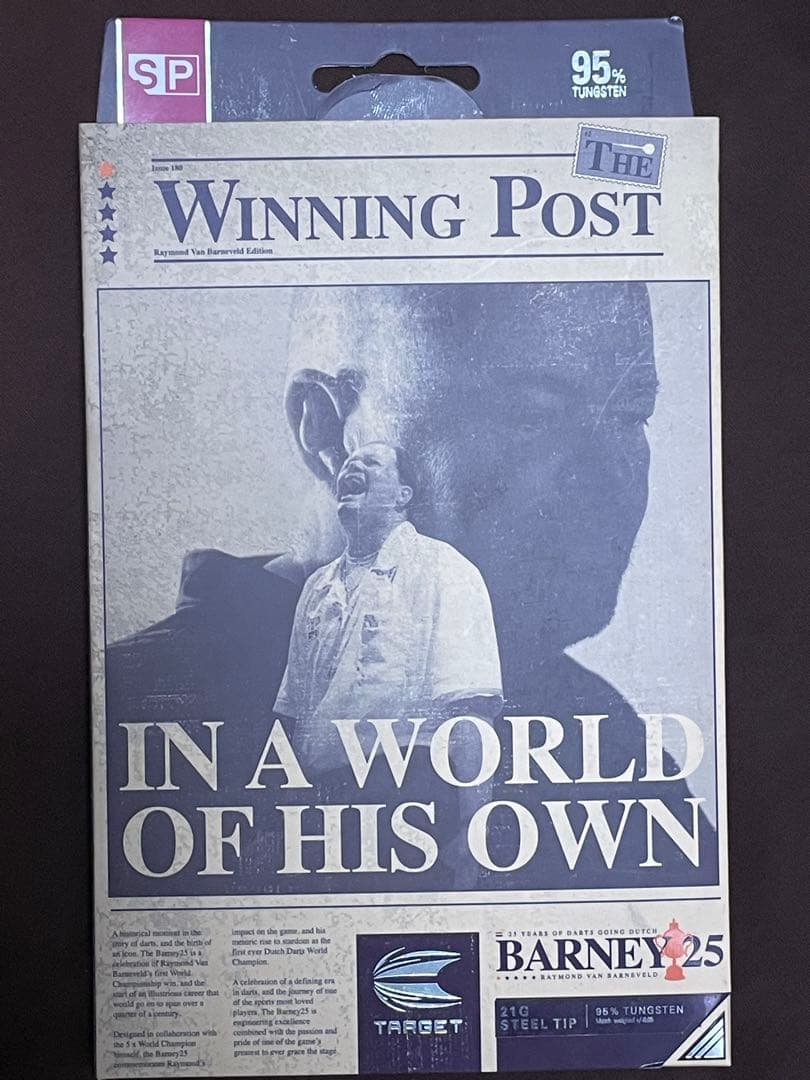 SP
95%
TUNGSTEN
Issue 180
THE
WINNING POST
Raymond Van Barneveld Edition
IN A WORLD
OF HIS OWN
A historical moment in the
story of darts, and the birth of
an icon. The Barney25 is a
celebration of Raymond Van
Barneveld's first World
Championship win, and the
start of an illustrious career that
would go on to span over a
quarter of a century.
Designed in collaboration with
the 5 x World Champion
himself, the Barney25
commemorates Raymond's
impact on the game, and his
meteoric rise to stardom as the
first ever Dutch Darts World
Champion.
A celebration of a defining era
in darts, and the journey of one
of the sports most loved
players. The Barney25 is
engineering excellence
combined with the passion and
pride of one of the game's
greatest to ever grace the stage.
TARGET
25 YEARS OF DARTS GOING DUTCH
BARNEY 25
RAYMOND VAN BARNEVELD
21G
STEEL TIP
95% TUNGSTEN
Match weighed